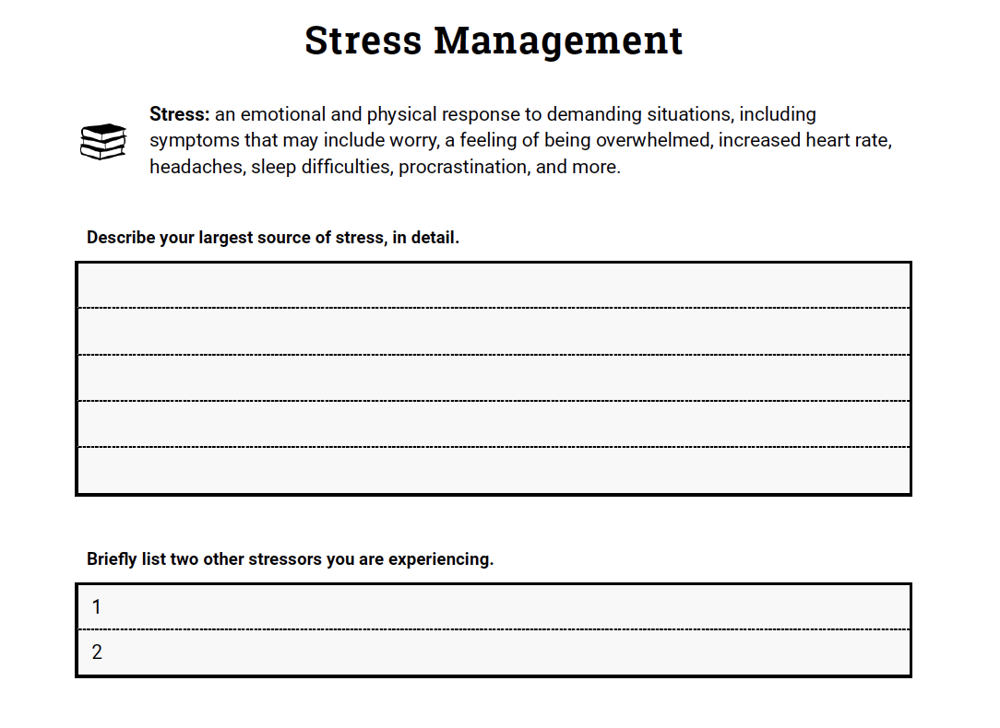 Stress Management
Stress: an emotional and physical response to demanding situations, including
symptoms that may include worry, a feeling of being overwhelmed, increased heart rate,
headaches, sleep difficulties, procrastination, and more.
Describe your largest source of stress, in detail.
Briefly list two other stressors you are experiencing.
1
2